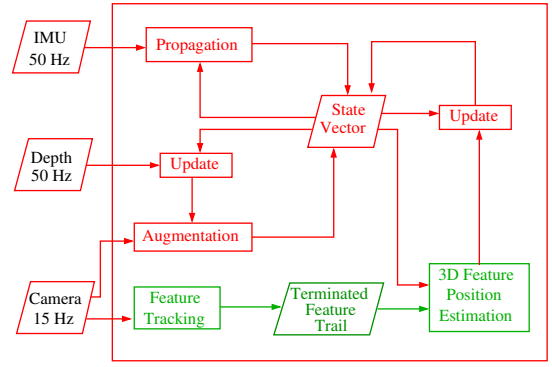 IMU
50 Hz
Propagation
State
Vector
Update
Depth
50 Hz
Update
Augmentation
Camera
15 Hz
Feature
Tracking
Terminated
Feature
Trail
3D Feature
Position
Estimation